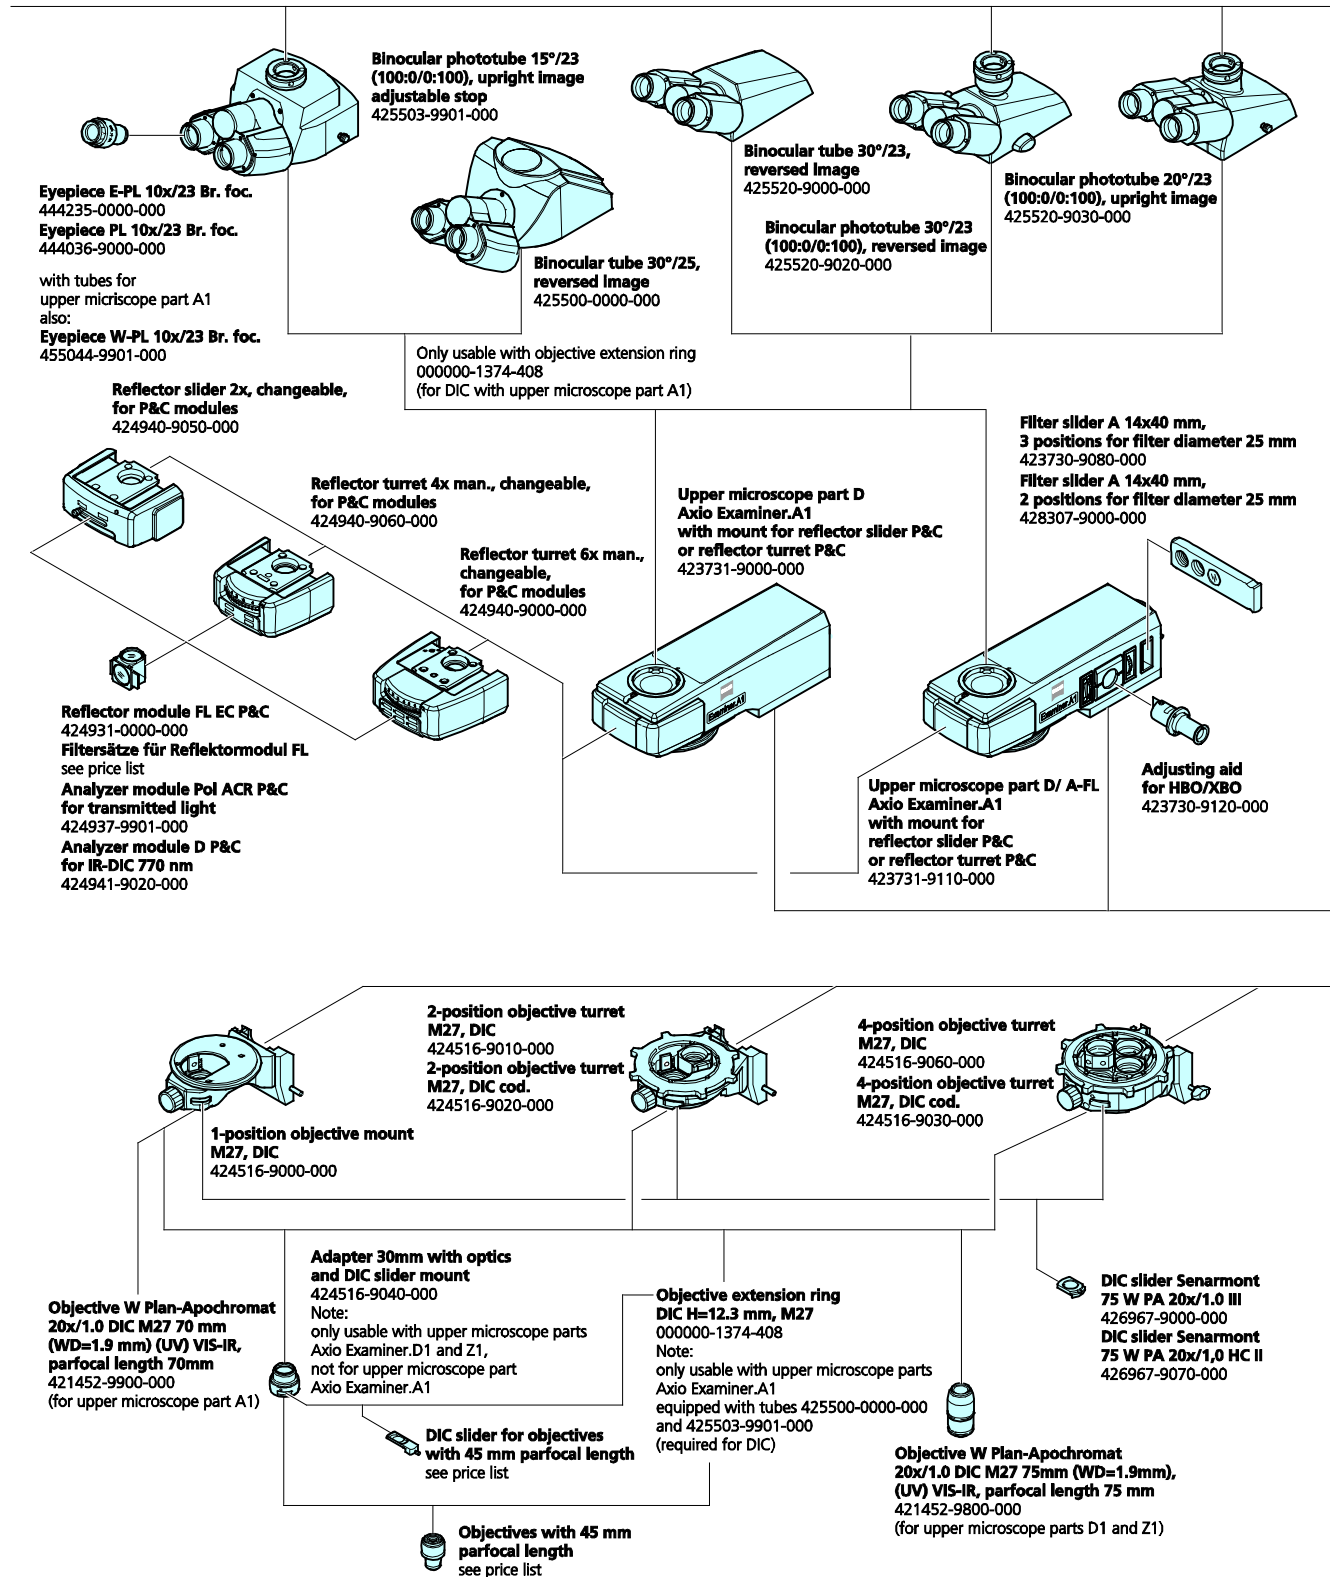 Binocular phototube 15°/23
(100:0/0:100), upright image
adjustable stop
425503-9901-000
Eyepiece E-PL 10x/23 Br. foc.
444235-0000-000
Eyepiece PL 10x/23 Br. foc.
444036-9000-000
with tubes for
upper micriscope part A1
also:
Eyepiece W-PL 10x/23 Br. foc.
455044-9901-000
Binocular tube 30°/25,
reversed image
425500-0000-000
Binocular tube 30°/23,
reversed image
425520-9000-000
Binocular phototube 30°/23
(100:0/0:100), reversed image
425520-9020-000
Binocular phototube 20°/23
(100:0/0:100), upright image
425520-9030-000
Only usable with objective extension ring
000000-1374-408
(for DIC with upper microscope part A1)
Reflector slider 2x, changeable,
for P&C modules
424940-9050-000
Reflector turret 4x man., changeable,
for P&C modules
424940-9060-000
Reflector turret 6x man.,
changeable,
for P&C modules
424940-9000-000
Upper microscope part D
Axio Examiner.A1
with mount for reflector slider P&C
or reflector turret P&C
423731-9000-000
Filter slider A 14x40 mm,
3 positions for filter diameter 25 mm
423730-9080-000
Filter slider A 14x40 mm,
2 positions for filter diameter 25 mm
428307-9000-000
Examiner.A1
Examiner.A1
Reflector module FL EC P&C
424931-0000-000
Filtersätze für Reflektormodul FL
see price list
Analyzer module Pol ACR P&C
for transmitted light
424937-9901-000
Analyzer module D P&C
for IR-DIC 770 nm
424941-9020-000
Upper microscope part D/ A-FL
Axio Examiner.A1
with mount for
reflector slider P&C
or reflector turret P&C
423731-9110-000
Adjusting aid
for HBO/XBO
423730-9120-000
2-position objective turret
M27, DIC
424516-9010-000
2-position objective turret
M27, DIC cod.
424516-9020-000
4-position objective turret
M27, DIC
424516-9060-000
4-position objective turret
M27, DIC cod.
424516-9030-000
1-position objective mount
M27, DIC
424516-9000-000
Adapter 30mm with optics
and DIC slider mount
424516-9040-000
Note:
only usable with upper microscope parts
Axio Examiner.D1 and Z1,
not for upper microscope part
Axio Examiner.A1
Objective W Plan-Apochromat
20x/1.0 DIC M27 70 mm
(WD=1.9 mm) (UV) VIS-IR,
parfocal length 70mm
421452-9900-000
(for upper microscope part A1)
Objective extension ring
DIC H=12.3 mm, M27
000000-1374-408
Note:
only usable with upper microscope parts
Axio Examiner.A1
equipped with tubes 425500-0000-000
and 425503-9901-000
(required for DIC)
DIC slider Senarmont
75 W PA 20x/1.0 III
426967-9000-000
DIC slider Senarmont
75 W PA 20x/1,0 HC II
426967-9070-000
DIC slider for objectives
with 45 mm parfocal length
see price list
Objective W Plan-Apochromat
20x/1.0 DIC M27 75mm (WD=1.9mm),
(UV) VIS-IR, parfocal length 75 mm
421452-9800-000
(for upper microscope parts D1 and Z1)
Objectives with 45 mm
parfocal length
see price list